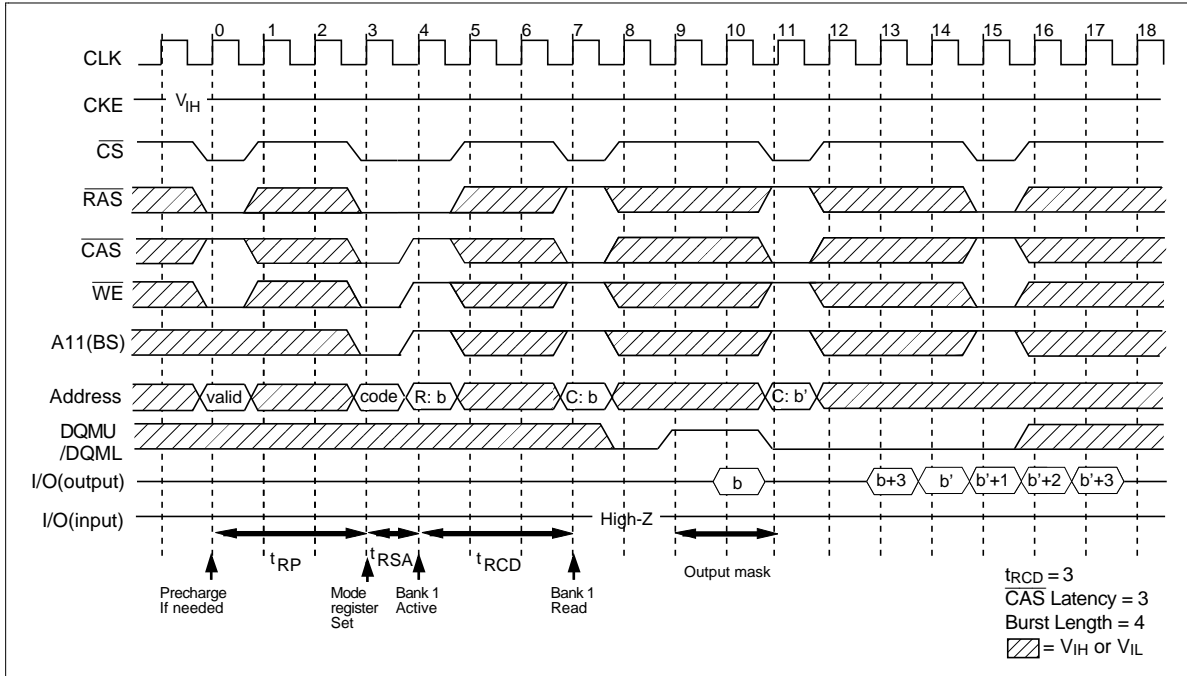 0 1 2 3 4 5 6 7 8 9 10 11 12 13 14 15 16 17 18
CLK
CKE VIH
CS
RAS
CAS
WE
A11(BS)
Address valid code R: b C: b C: b'
DQMU
/DQML
I/O(output) b b+3 b' b'+1 b'+2 b'+3
I/O(input) High-Z
tRP tRSA tRCD Output mask
Precharge
If needed
Mode
register
Set
Bank 1
Active
Bank 1
Read
tRCD = 3
CAS Latency = 3
Burst Length = 4
= VIH or VIL